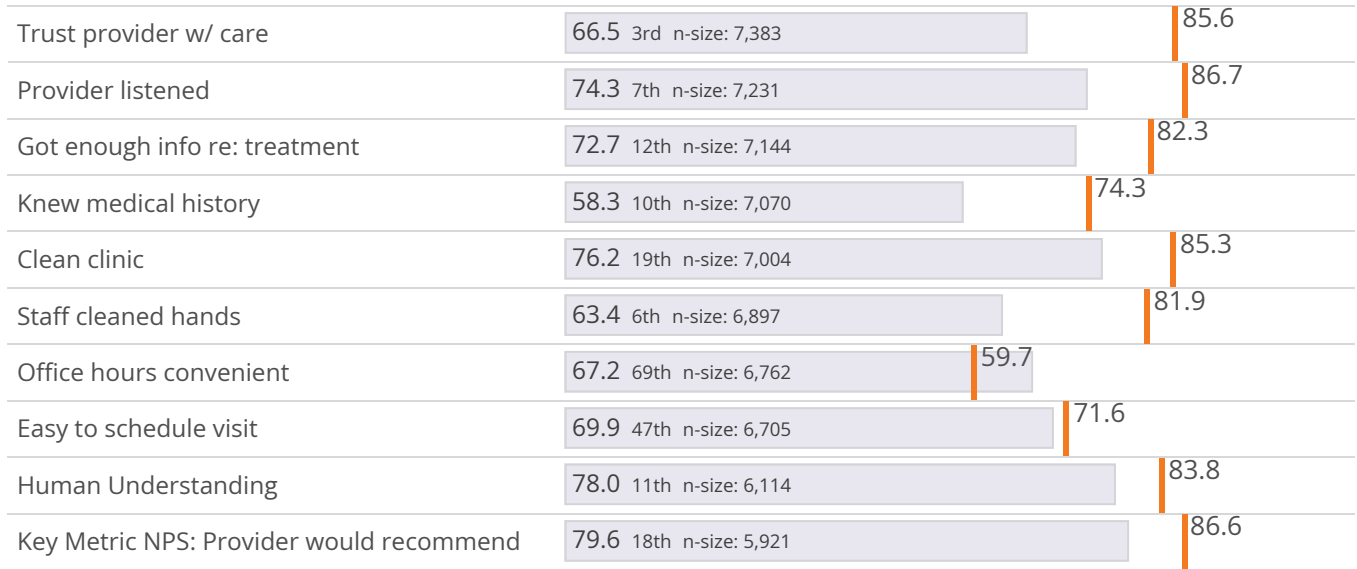 Trust provider w/ care 66.5 3rd n-size: 7,383 85.6
Provider listened 74.3 7th n-size: 7,231 86.7
Got enough info re: treatment 72.7 12th n-size: 7,144 82.3
Knew medical history 58.3 10th n-size: 7,070 74.3
Clean clinic 76.2 19th n-size: 7,004 85.3
Staff cleaned hands 63.4 6th n-size: 6,897 81.9
Office hours convenient 67.2 69th n-size: 6,762 59.7
Easy to schedule visit 69.9 47th n-size: 6,705 71.6
Human Understanding 78.0 11th n-size: 6,114 83.8
Key Metric NPS: Provider would recommend 79.6 18th n-size: 5,921 86.6